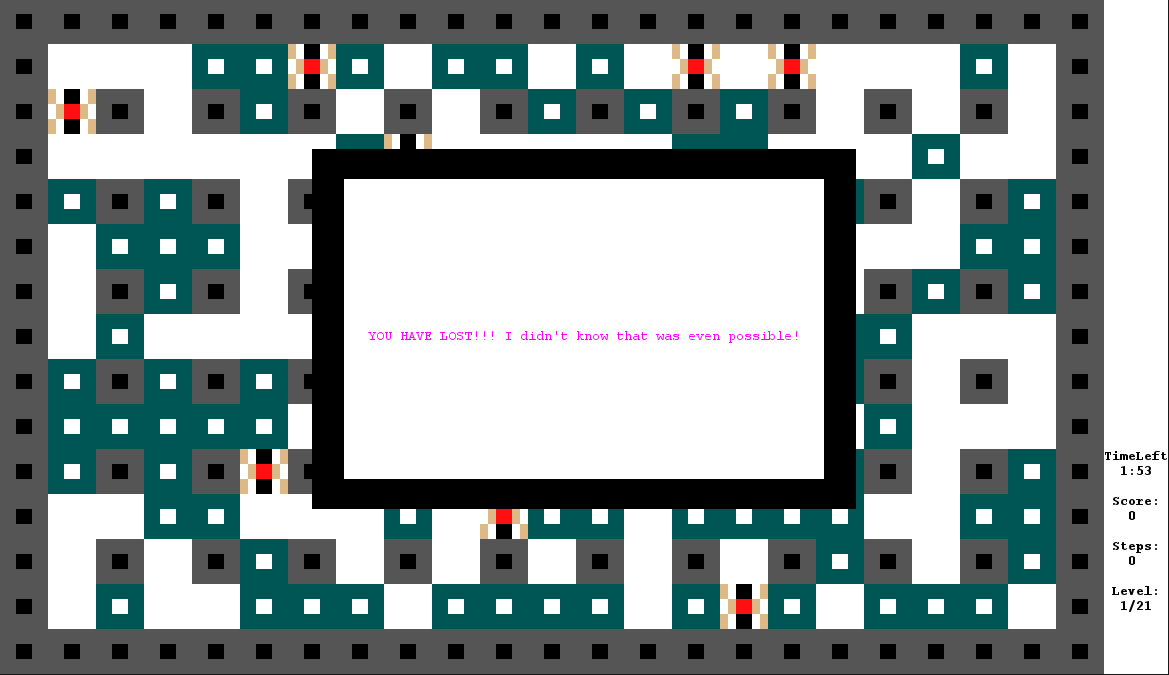 YOU HAVE LOST!!! I didn't know that was even possible!
TimeLeft
1:53
Score:
0
Steps:
0
Level:
1/21